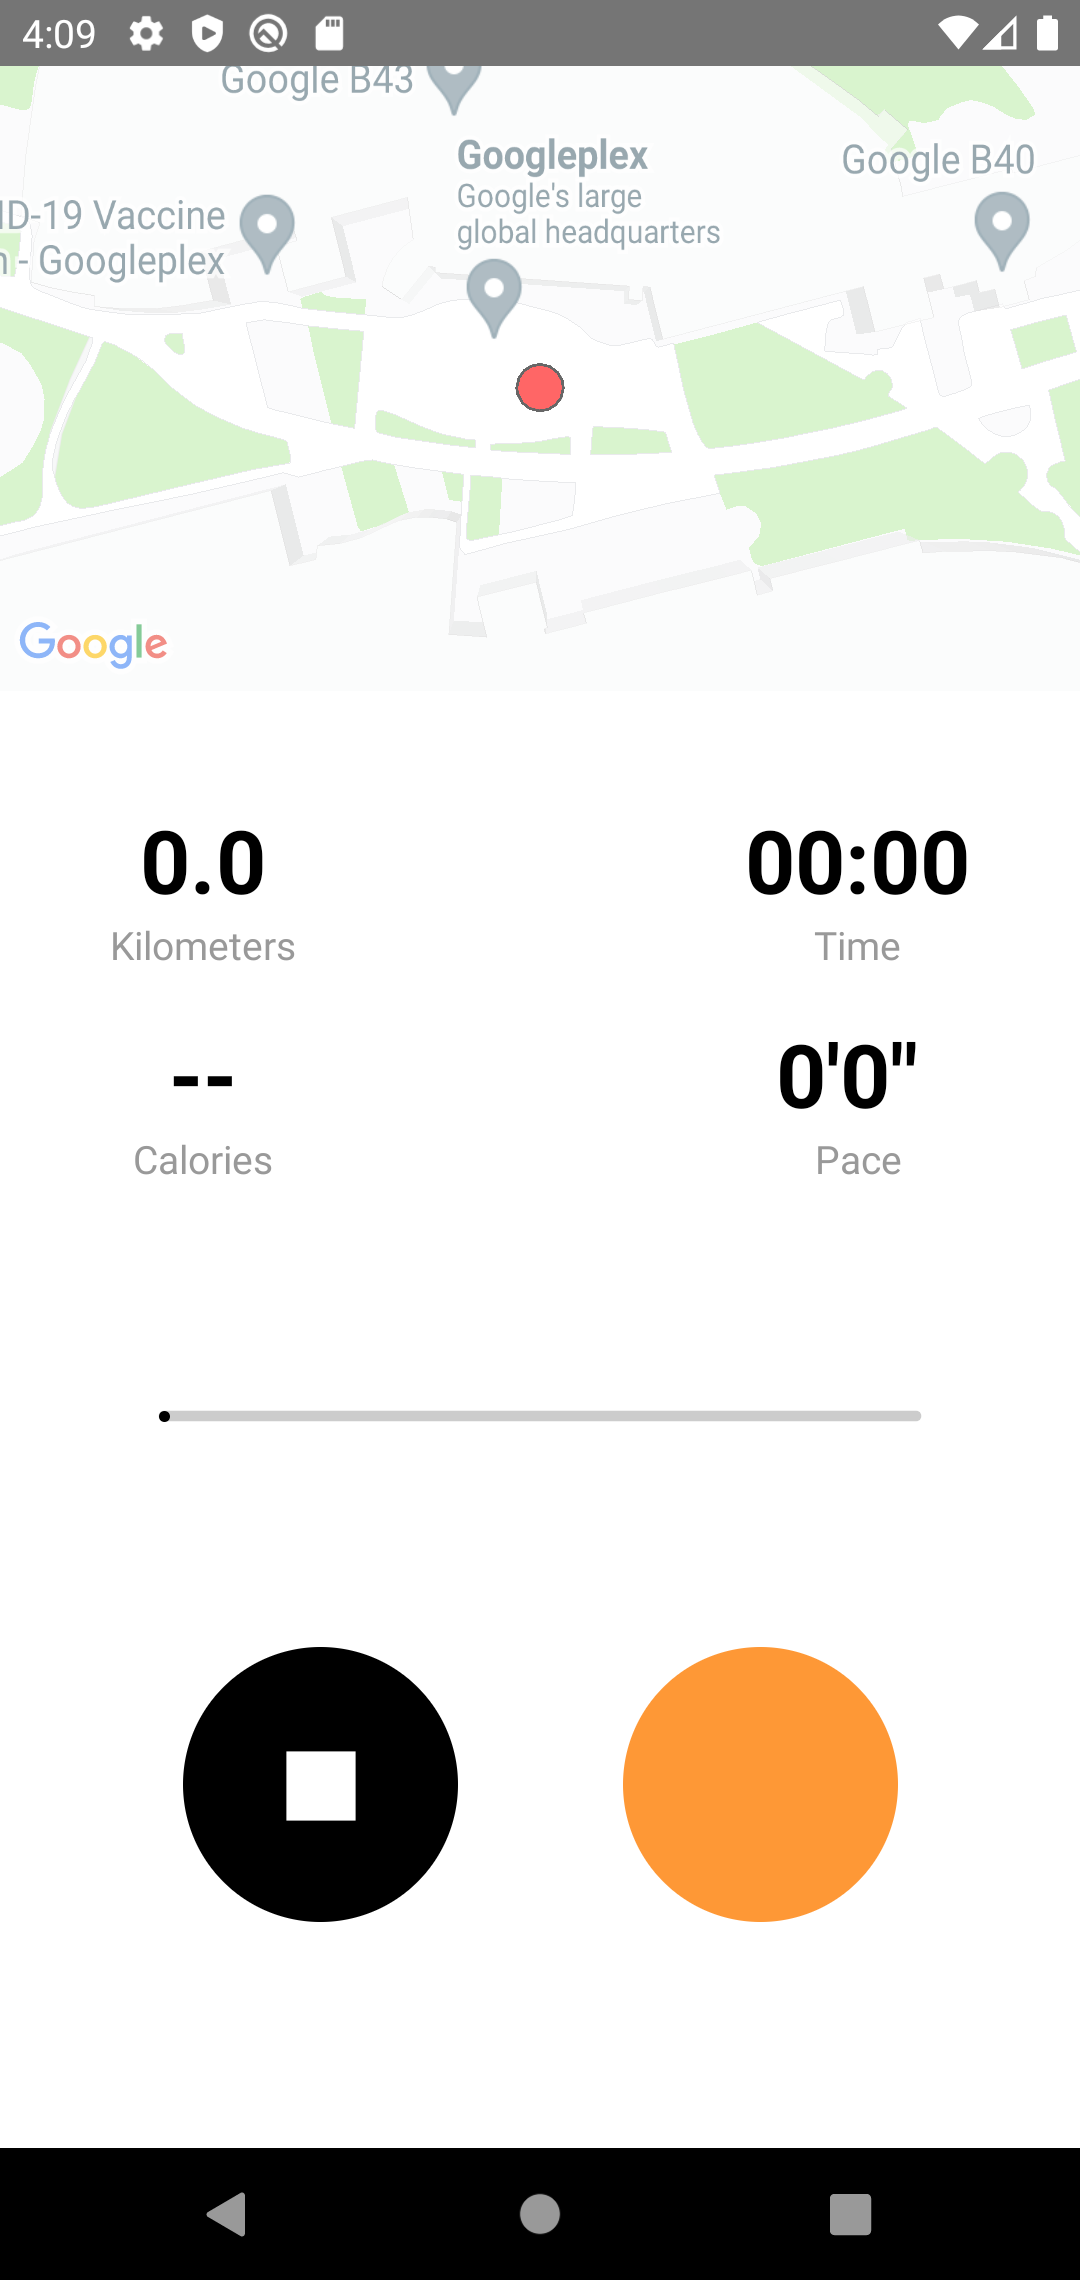 4:09
Google B43
Googleplex
Google's large
global headquarters
Google B40
ID-19 Vaccine
- Googleplex
Google
0.0
Kilometers
00:00
Time
--
Calories
0'0"
Pace